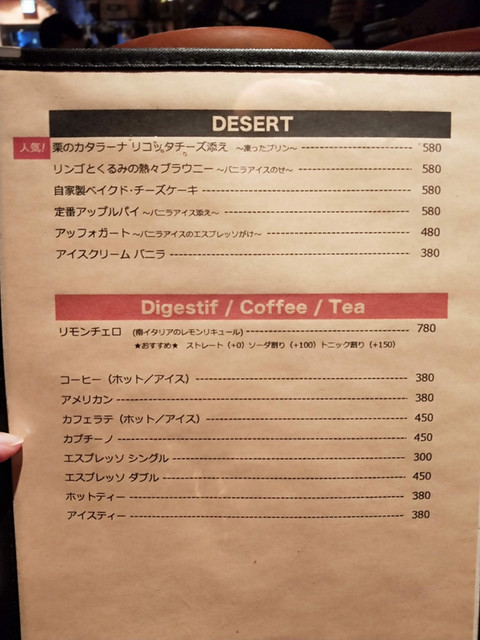 DESERT
人気! 栗のカタラーナ リコッタチーズ添え ～凍ったプリン～ 580
リンゴとくるみの熱々ブラウニー ～バニラアイスのせ～ 580
自家製ベイクド・チーズケーキ 580
定番アップルパイ ～バニラアイス添え～ 580
アッフォガート ～バニラアイスのエスプレッソがけ～ 480
アイスクリーム バニラ 380
Digestif / Coffee / Tea
リモンチェロ (南イタリアのレモンリキュール) 780
★おすすめ★ ストレート (+0) ソーダ割り (+100) トニック割り (+150)
コーヒー (ホット／アイス) 380
アメリカン 380
カフェラテ (ホット／アイス) 450
カプチーノ 450
エスプレッソ シングル 300
エスプレッソ ダブル 450
ホットティー 380
アイスティー 380